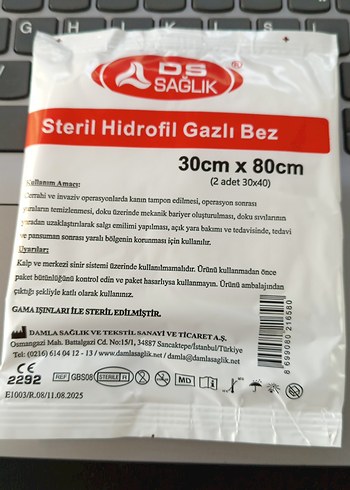 DS
SAĞLIK
®
Steril Hidrofil Gazlı Bez
30cm x 80cm
(2 adet 30x40)
Kullanım Amacı:
Cerrahi ve invaziv operasyonlarda kanın tampon edilmesi, operasyon sonrası
yaraların temizlenmesi, doku üzerinde mekanik bariyer oluşturulması, doku sıvılarının
yaradan uzaklaştırılarak salgı emilimi yapılması, açık yara bakımı ve tedavisinde, tedavi
ve pansuman sonrası yaralı bölgenin korunması için kullanılır.
Uyarılar:
Kalp ve merkezi sinir sistemi üzerinde kullanılmamalıdır. Ürünü kullanmadan önce
paket bütünlüğünü kontrol edin ve paket hasarlıysa kullanmayın. Ürünü ambalajından
çıktığı şekliyle katlı olarak kullanınız.
GAMA IŞINLARI İLE STERİL EDİLMİŞTİR.
DAMLA SAĞLIK VE TEKSTİL SANAYİ VE TİCARET A.Ş.
Osmangazi Mah. Battalgazi Cd. No:15/1, 34887 Sancaktepe/İstanbul/Türkiye
Tel: (0216) 614 04 12 - 13 / www.damlasaglik.net / damla@damlasaglik.net
CE
2292
REF GBS08 STERILE R MD
E1003/R.08/11.08.2025
8 699080 216580